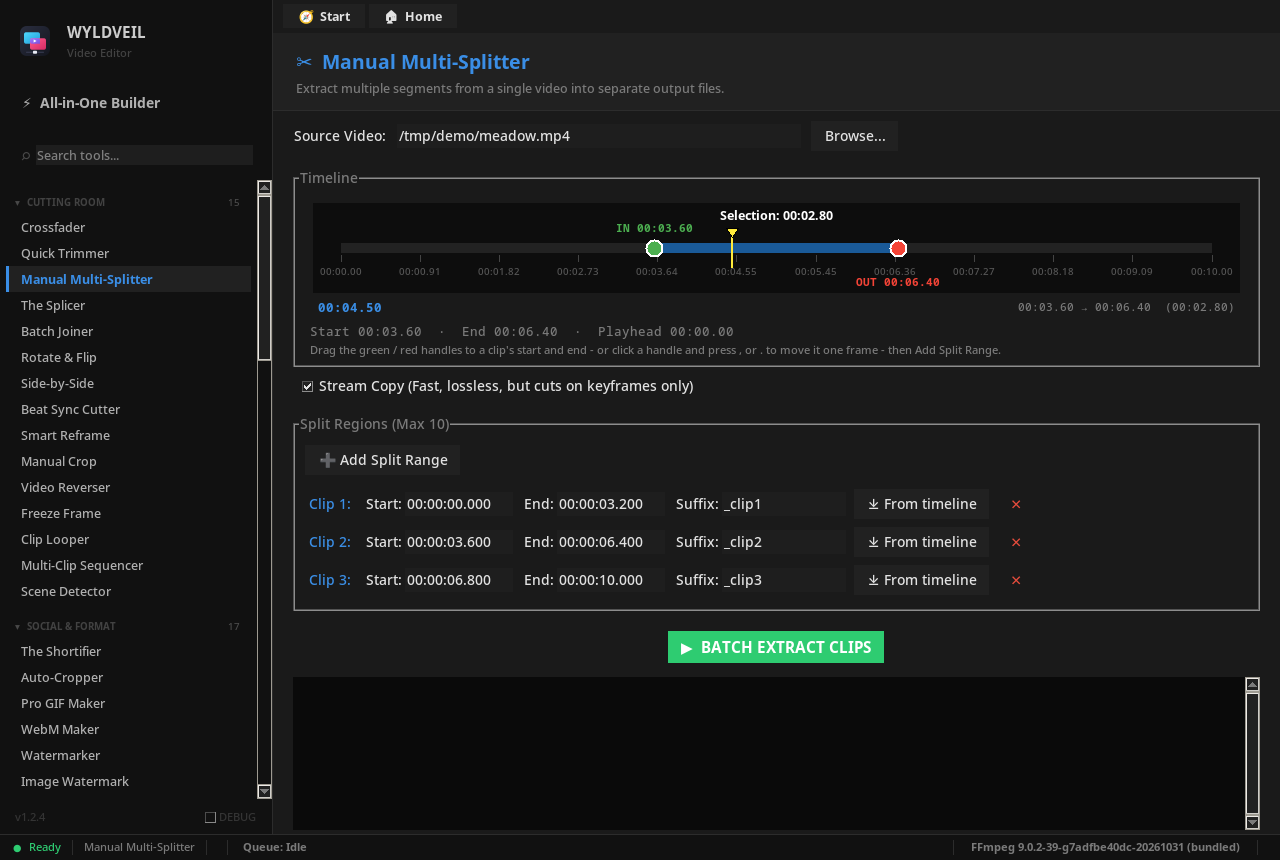 WYLDVEIL
Video Editor
⚡ All-in-One Builder
Search tools...
▾ CUTTING ROOM 15
Crossfader
Quick Trimmer
Manual Multi-Splitter
The Splicer
Batch Joiner
Rotate & Flip
Side-by-Side
Beat Sync Cutter
Smart Reframe
Manual Crop
Video Reverser
Freeze Frame
Clip Looper
Multi-Clip Sequencer
Scene Detector
▾ SOCIAL & FORMAT 17
The Shortifier
Auto-Cropper
Pro GIF Maker
WebM Maker
Watermarker
Image Watermark
v1.2.4 DEBUG
Start Home
✂ Manual Multi-Splitter
Extract multiple segments from a single video into separate output files.
Source Video: /tmp/demo/meadow.mp4 Browse...
Timeline
Selection: 00:02.80
IN 00:03.60
00:00.00 00:00.91 00:01.82 00:02.73 00:03.64 00:04.55 00:05.45 00:06.36 00:07.27 00:08.18 00:09.09 00:10.00
OUT 00:06.40
00:04.50 00:03.60 → 00:06.40 (00:02.80)
Start 00:03.60 · End 00:06.40 · Playhead 00:00.00
Drag the green / red handles to a clip's start and end - or click a handle and press , or . to move it one frame - then Add Split Range.
Stream Copy (Fast, lossless, but cuts on keyframes only)
Split Regions (Max 10)
➕ Add Split Range
Clip 1: Start: 00:00:00.000 End: 00:00:03.200 Suffix: _clip1 ↓ From timeline ✕
Clip 2: Start: 00:00:03.600 End: 00:00:06.400 Suffix: _clip2 ↓ From timeline ✕
Clip 3: Start: 00:00:06.800 End: 00:00:10.000 Suffix: _clip3 ↓ From timeline ✕
▶ BATCH EXTRACT CLIPS
● Ready Manual Multi-Splitter Queue: Idle FFmpeg 9.0.2-39-g7adfbe40dc-20261031 (bundled)